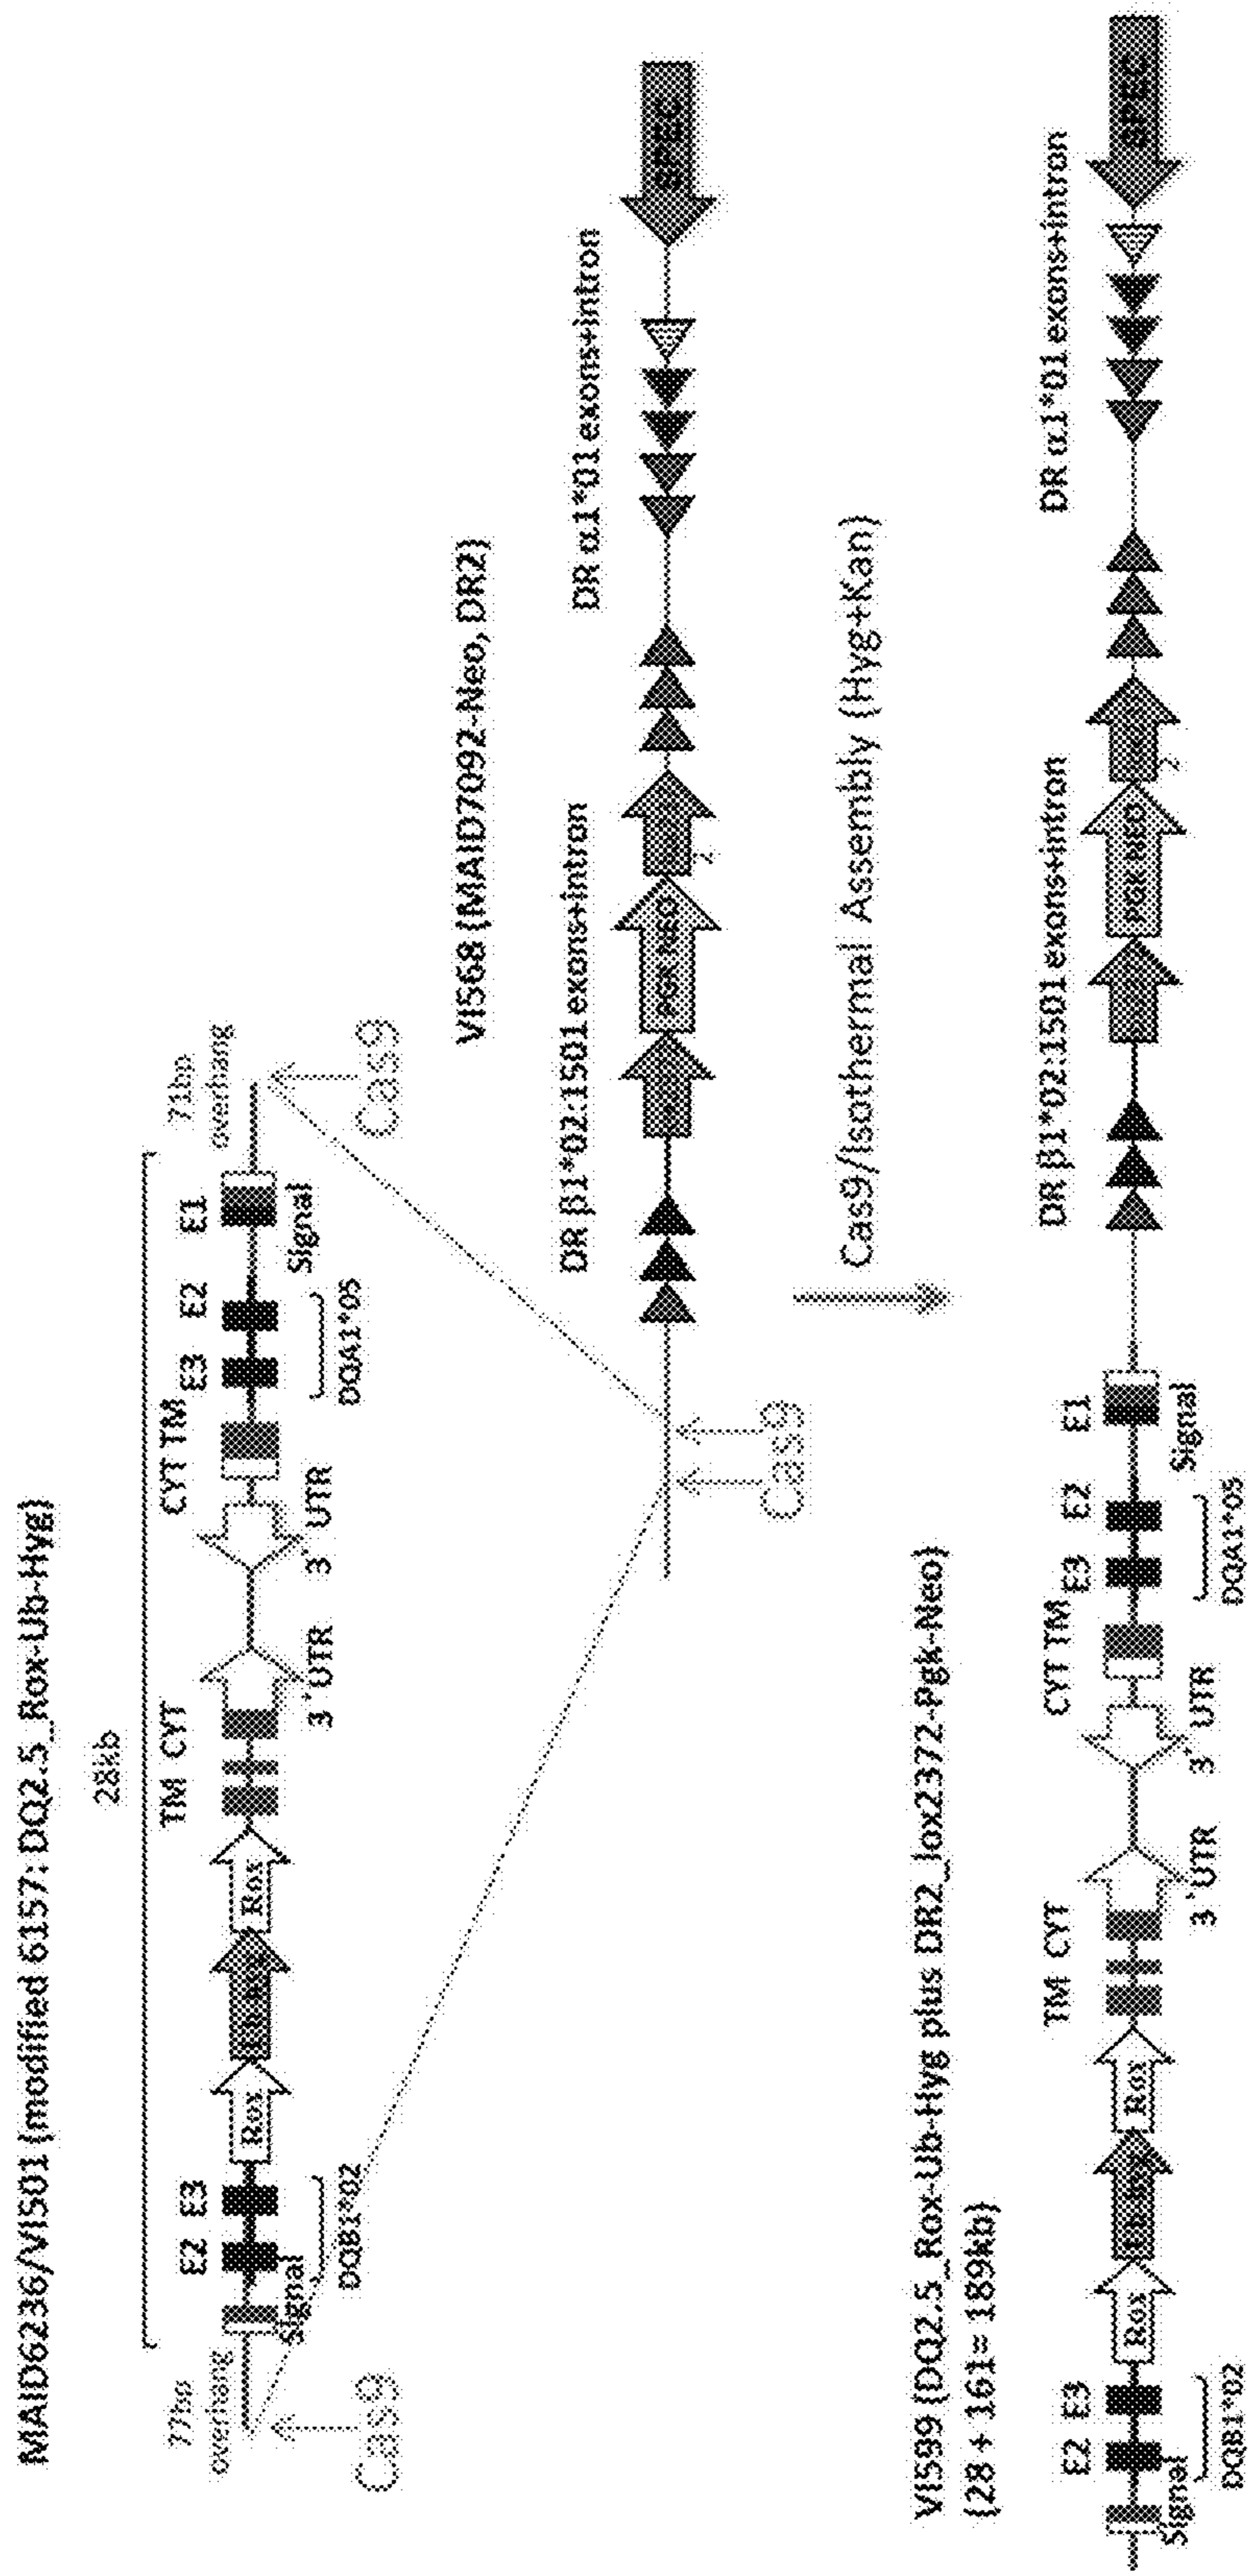 MAID6236/VI501 (modified 6157: DQ2.5_Rox-Ub-Hyg)
28kb
77bp
overhang
E2 E3
TM CYT
CYT TM
E3 E2 E1
71bp
overhang
Rox
Rox
Signal
DQB1*02
3'UTR
3' UTR
DQA1*05
Signal
Cas9
Cas9
VI568 (MAID7092-Neo, DR2)
DR β1*02:1501 exons+intron
DR α1*01 exons+intron
PGK NEO
2
SPEC
Cas9
Cas9/Isothermal Assembly (Hyg+Kan)
VI599 (DQ2.5_Rox-Ub-Hyg plus DR2_lox2372-Pgk-Neo)
(28 + 161= 189kb)
E2 E3
TM CYT
CYT TM
E3 E2 E1
DR β1*02:1501 exons+intron
DR α1*01 exons+intron
Rox
Rox
PGK NEO
2
SPEC
Signal
DQB1*02
3'UTR
3' UTR
DQA1*05
Signal